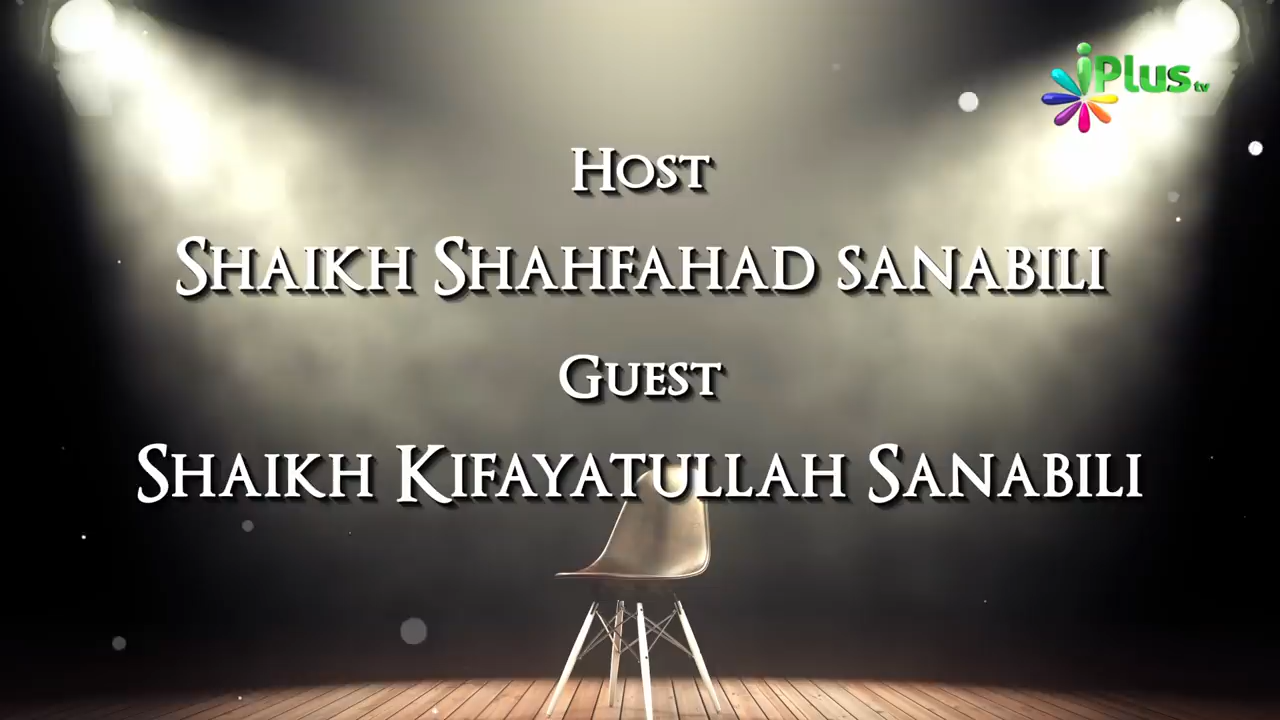 iPlus tv
Host
Shaikh Shahfahad sanabili
Guest
Shaikh Kifayatullah Sanabili